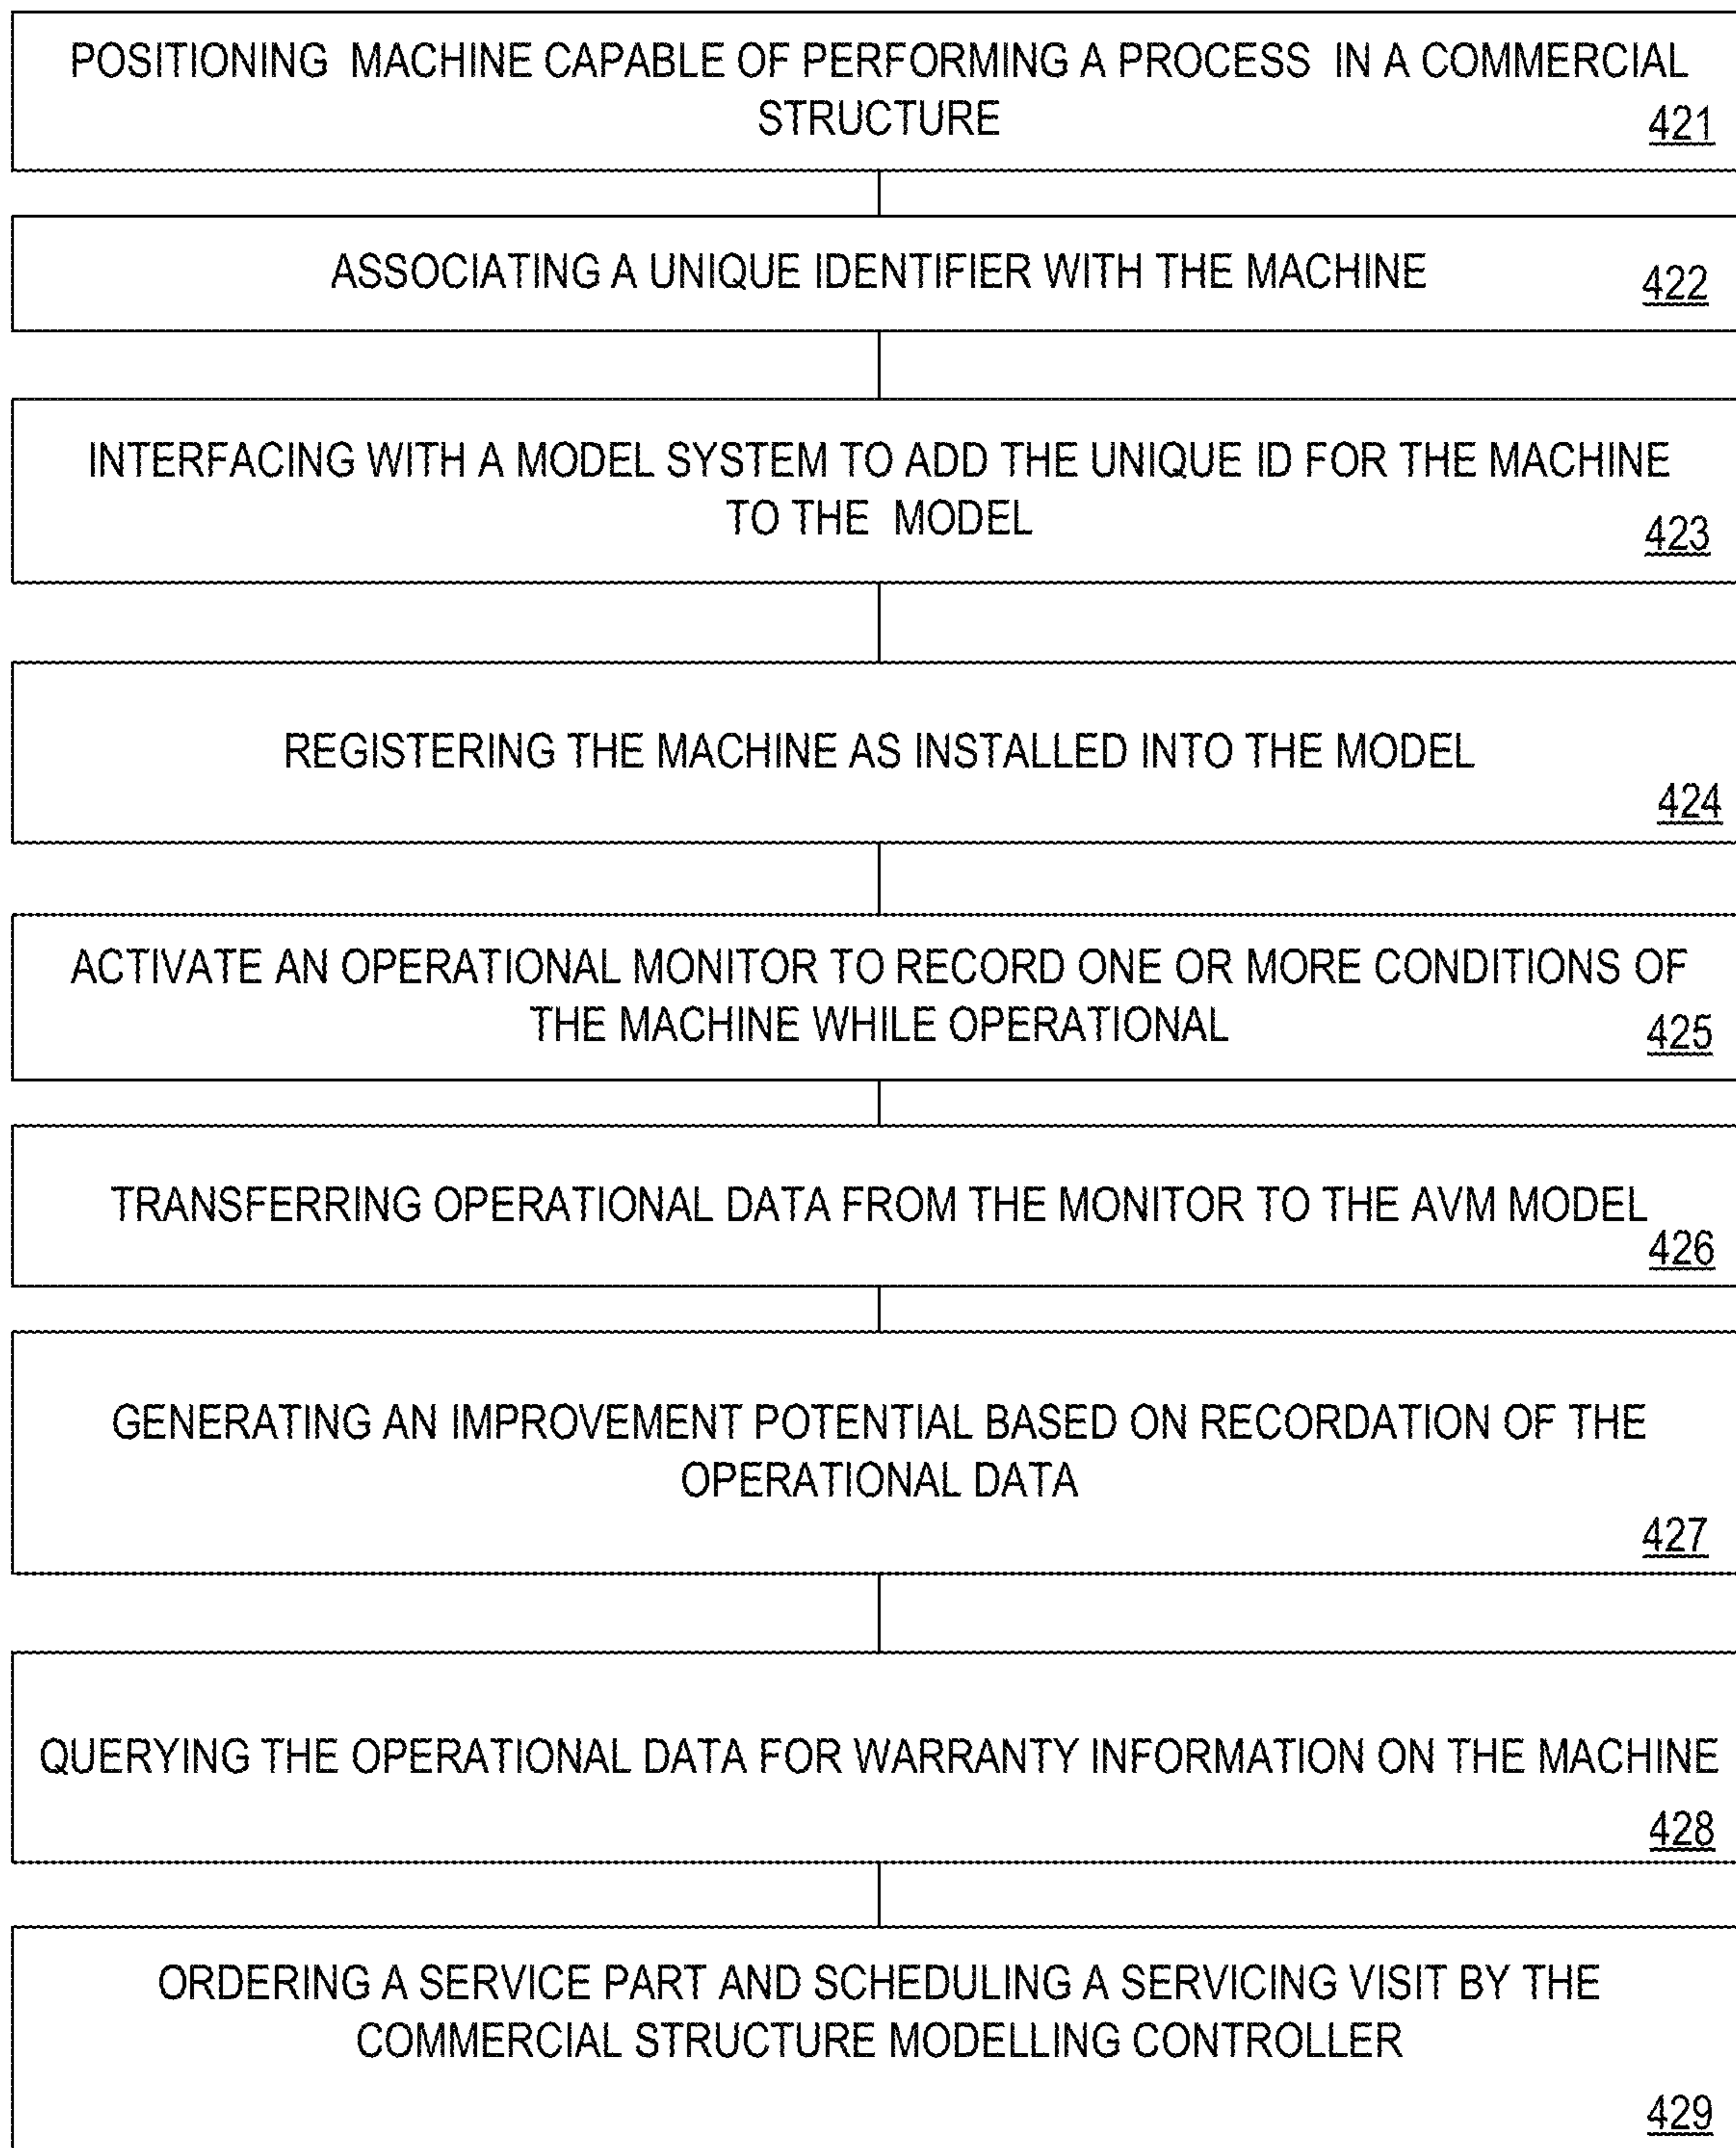 POSITIONING MACHINE CAPABLE OF PERFORMING A PROCESS IN A COMMERCIAL
STRUCTURE
421
ASSOCIATING A UNIQUE IDENTIFIER WITH THE MACHINE
422
INTERFACING WITH A MODEL SYSTEM TO ADD THE UNIQUE ID FOR THE MACHINE
TO THE MODEL
423
REGISTERING THE MACHINE AS INSTALLED INTO THE MODEL
424
ACTIVATE AN OPERATIONAL MONITOR TO RECORD ONE OR MORE CONDITIONS OF
THE MACHINE WHILE OPERATIONAL
425
TRANSFERRING OPERATIONAL DATA FROM THE MONITOR TO THE AVM MODEL
426
GENERATING AN IMPROVEMENT POTENTIAL BASED ON RECORDATION OF THE
OPERATIONAL DATA
427
QUERYING THE OPERATIONAL DATA FOR WARRANTY INFORMATION ON THE MACHINE
428
ORDERING A SERVICE PART AND SCHEDULING A SERVICING VISIT BY THE
COMMERCIAL STRUCTURE MODELLING CONTROLLER
429